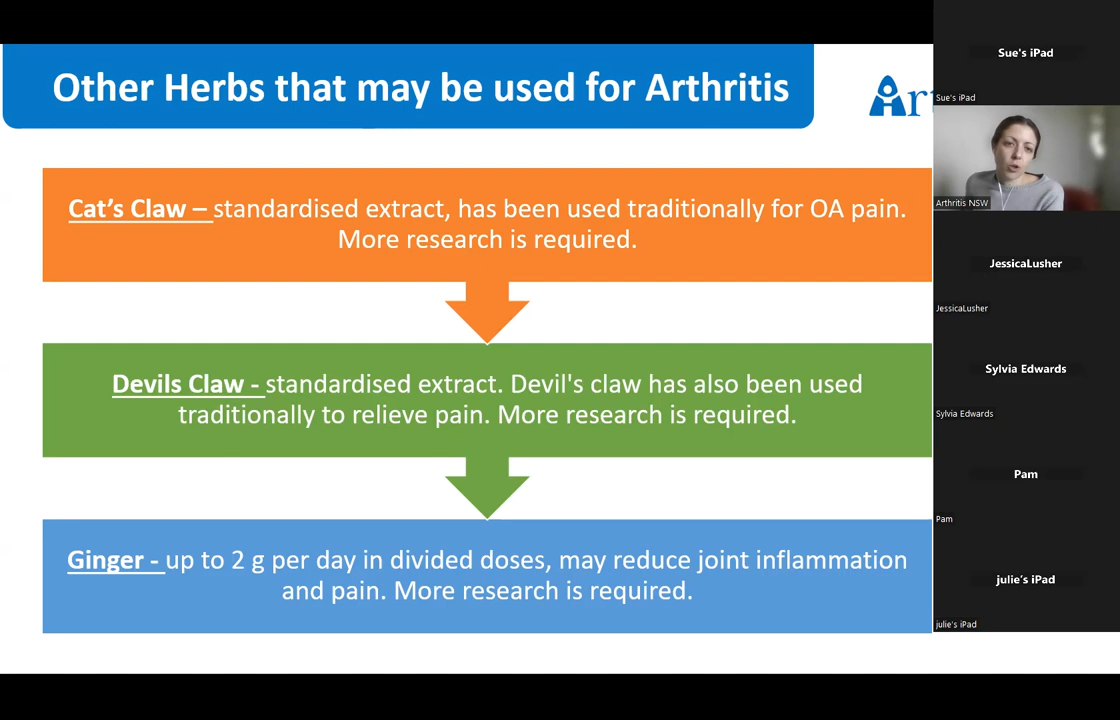 Other Herbs that may be used for Arthritis
Cat's Claw – standardised extract, has been used traditionally for OA pain.
More research is required.
Devils Claw - standardised extract. Devil's claw has also been used
traditionally to relieve pain. More research is required.
Ginger - up to 2 g per day in divided doses, may reduce joint inflammation
and pain. More research is required.
Sue's iPad
Sue's iPad
Arthritis NSW
JessicaLusher
JessicaLusher
Sylvia Edwards
Sylvia Edwards
Pam
Pam
julie's iPad
julie's iPad